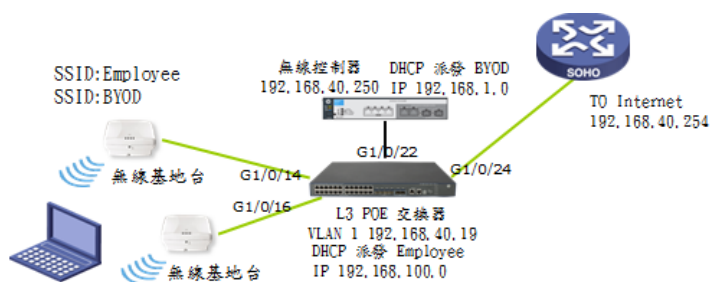 SSID:Employee
SSID:BYOD
無線控制器
192.168.40.250
DHCP 派發 BYOD
IP 192.168.1.0
SOHO
TO Internet
192.168.40.254
G1/0/22
G1/0/24
G1/0/14
無線基地台
G1/0/16
L3 POE 交換器
VLAN 1 192.168.40.19
DHCP 派發 Employee
IP 192.168.100.0
無線基地台